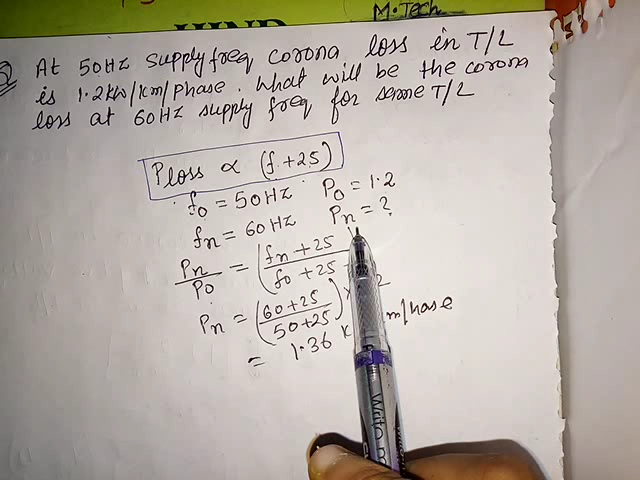 M.Tech
At 50Hz supply freq corona loss in T/L
is 1.2kW/km/phase. What will be the corona
loss at 60Hz supply freq for same T/L
Ploss ∝ (f+25)
f0 = 50Hz P0 = 1.2
fn = 60Hz Pn = ?
Pn/P0 = (fn+25/f0+25
Pn = (60+25/50+25) × 2
= 1.36 K m/phase